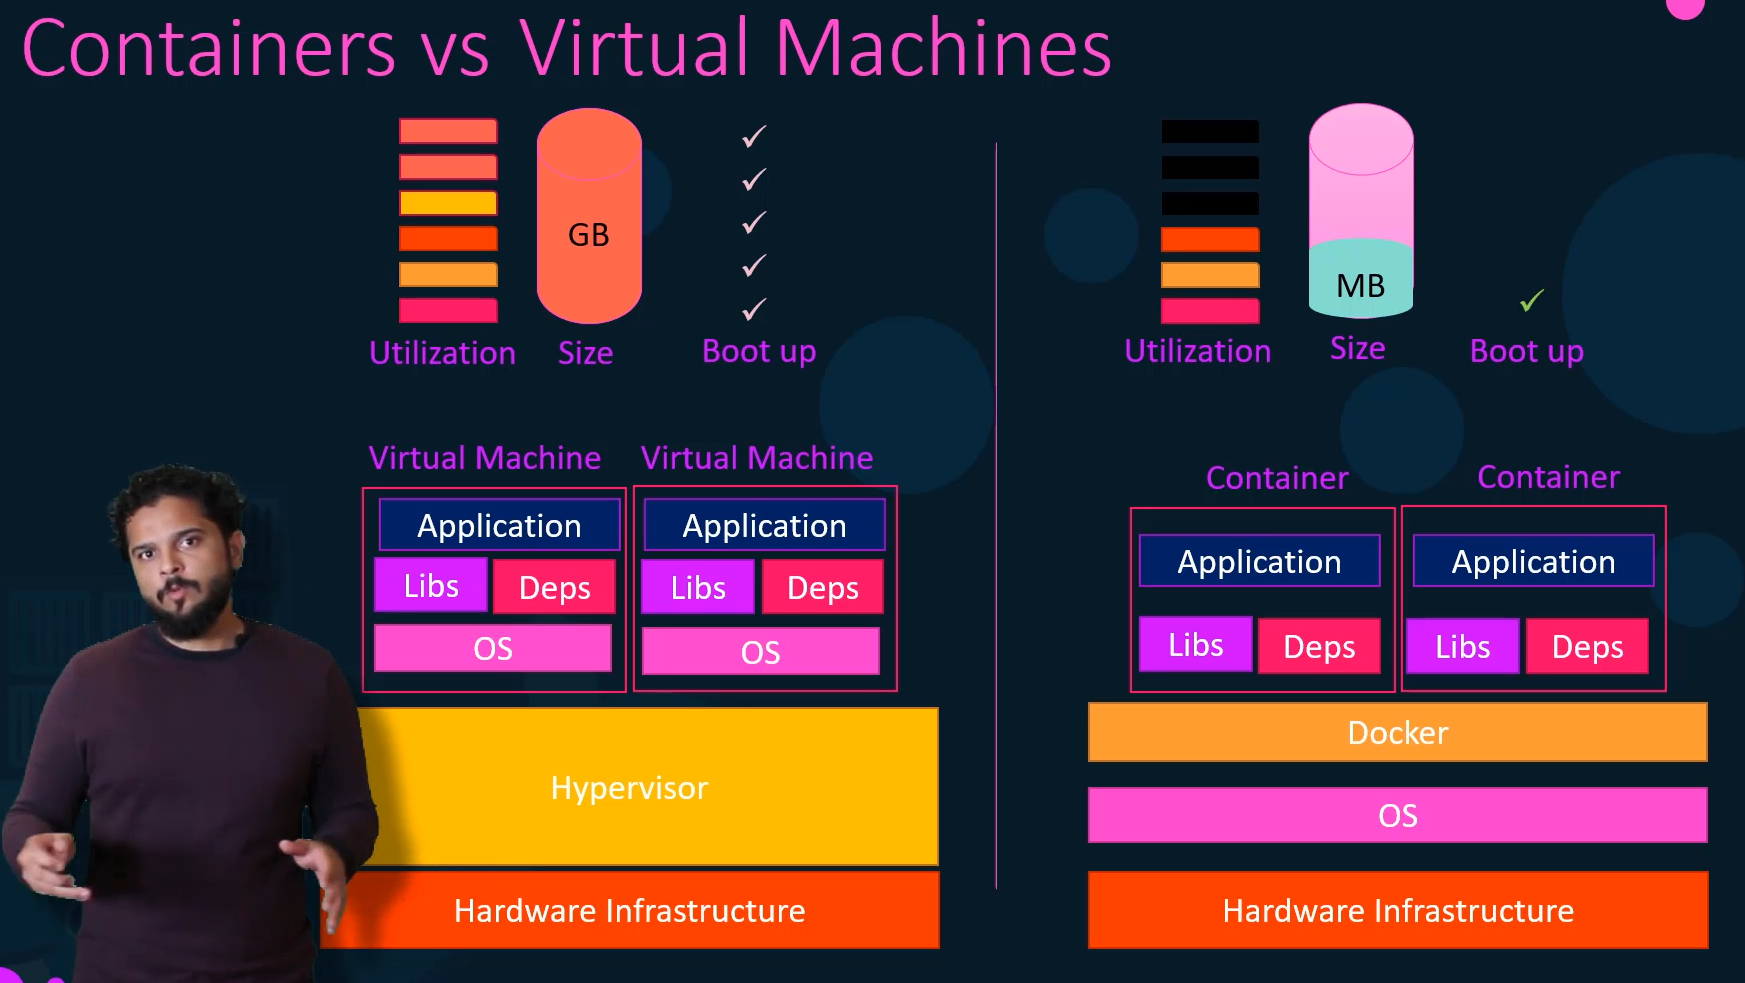 Containers vs Virtual Machines
GB
Utilization
Size
Boot up
MB
Utilization
Size
Boot up
Virtual Machine
Virtual Machine
Application
Application
Libs
Deps
Libs
Deps
OS
OS
Hypervisor
Hardware Infrastructure
Container
Container
Application
Application
Libs
Deps
Libs
Deps
Docker
OS
Hardware Infrastructure